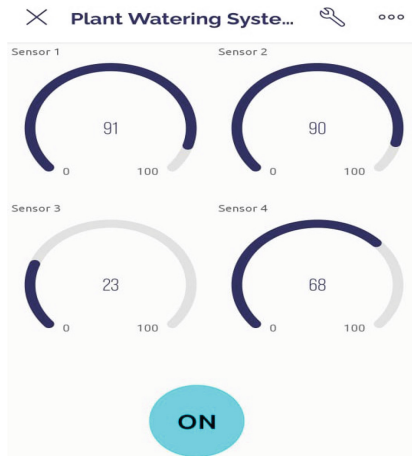 Plant Watering Syste...
Sensor 1 Sensor 2
91 90
0 100 0 100
Sensor 3 Sensor 4
23 68
0 100 0 100
ON